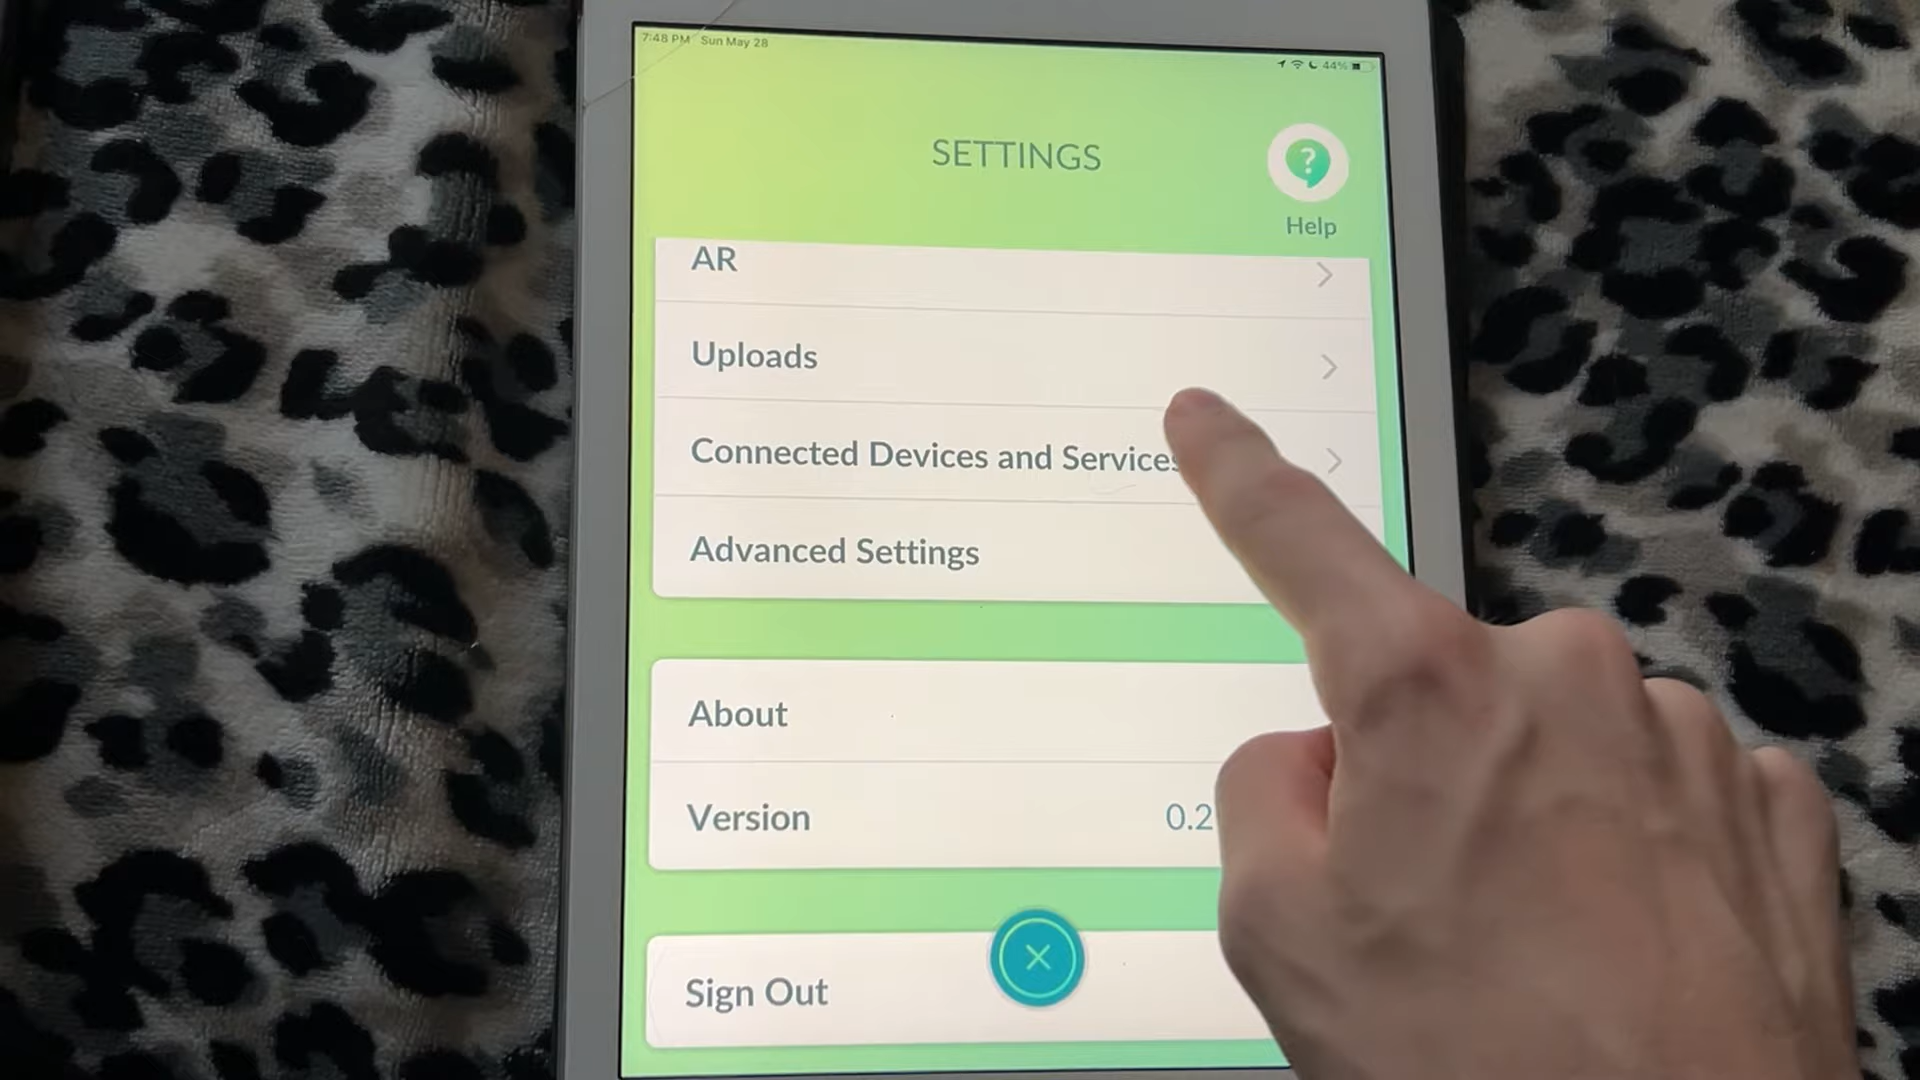 7:48 PM Sun May 28
44%
SETTINGS
?
Help
AR
Uploads
Connected Devices and Services
Advanced Settings
About
Version 0.2
Sign Out